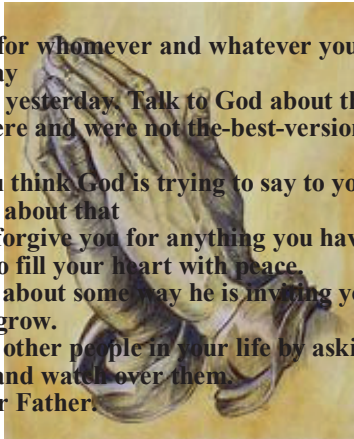 for whomever and whatever you
ay
yesterday. Talk to God about th
ere and were not the-best-version
u think God is trying to say to yo
about that
forgive you for anything you hav
o fill your heart with peace.
about some way he is inviting yo
grow.
other people in your life by aski
and watch over them.
r Father.